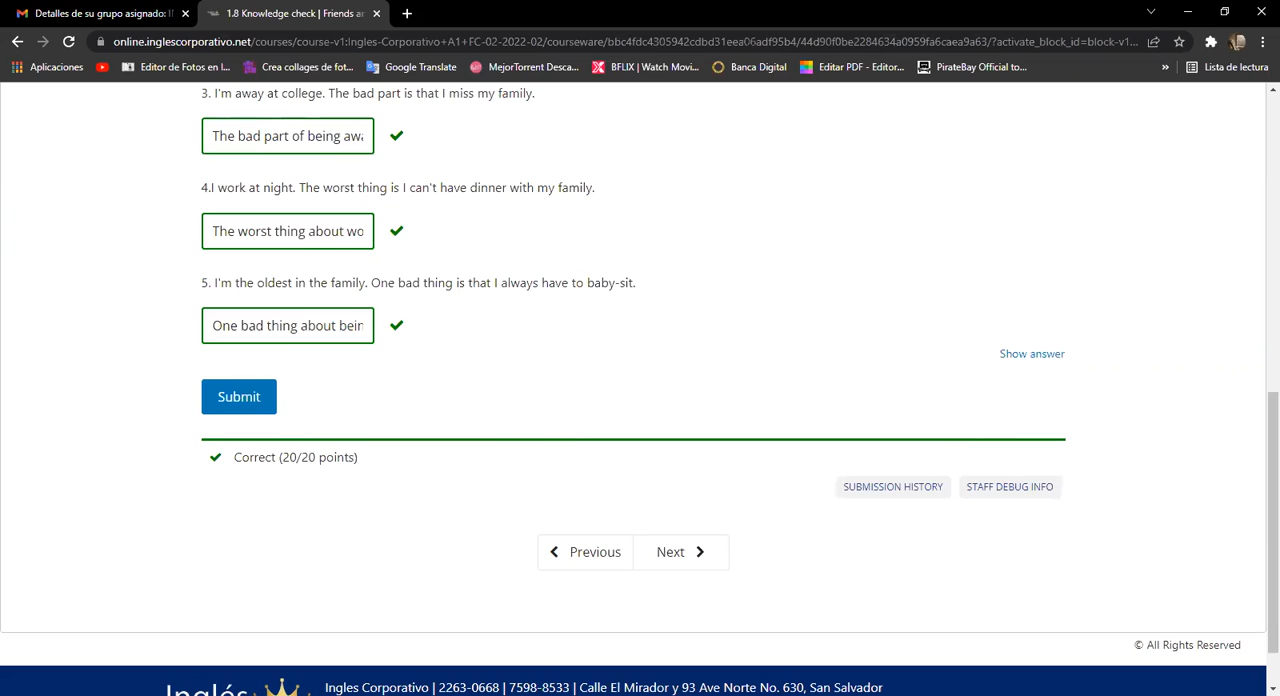 Detalles de su grupo asignado: I
1.8 Knowledge check | Friends a
online.inglescorporativo.net/courses/course-v1:Ingles-Corporativo+A1+FC-02-2022-02/courseware/bbc4fdc4305942cdbd31eea06adf95b4/44d90f0be2284634a0959fa6caea9a63/?activate_block_id=block-v1...
Aplicaciones
Editor de Fotos en l...
Crea collages de fot...
Google Translate
MejorTorrent Desca...
BFLIX | Watch Movi...
Banca Digital
Editar PDF - Editor...
PirateBay Official to...
»
Lista de lectura
3. I'm away at college. The bad part is that I miss my family.
The bad part of being awa
4.I work at night. The worst thing is I can't have dinner with my family.
The worst thing about wo
5. I'm the oldest in the family. One bad thing is that I always have to baby-sit.
One bad thing about bein
Show answer
Submit
Correct (20/20 points)
SUBMISSION HISTORY
STAFF DEBUG INFO
Previous
Next
© All Rights Reserved
Inglés
Ingles Corporativo | 2263-0668 | 7598-8533 | Calle El Mirador y 93 Ave Norte No. 630, San Salvador